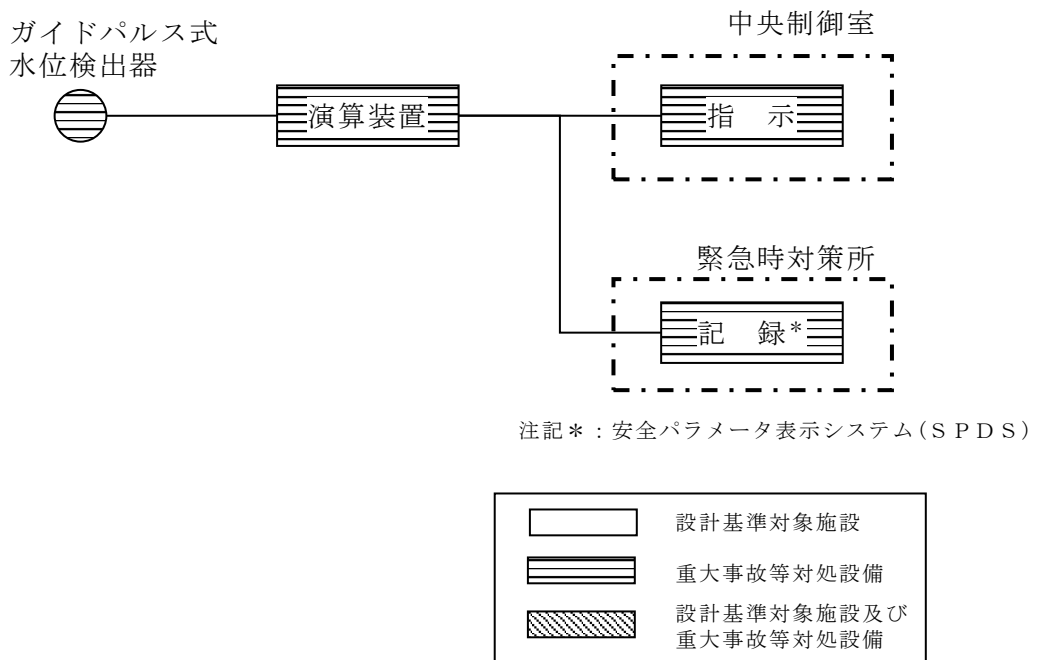 ガイドパルス式
水位検出器
中央制御室
演算装置
指 示
緊急時対策所
記 録*
注記*:安全パラメータ表示システム(SPDS)
設計基準対象施設
重大事故等対処設備
設計基準対象施設及び
重大事故等対処設備